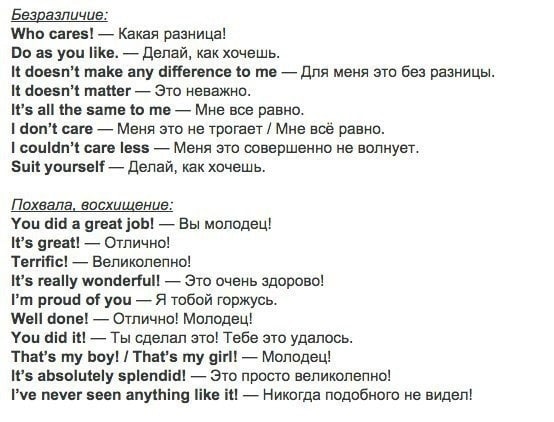 Безразличие:
Who cares! — Какая разница!
Do as you like. — Делай, как хочешь.
It doesn't make any difference to me — Для меня это без разницы.
It doesn't matter — Это неважно.
It's all the same to me — Мне все равно.
I don't care — Меня это не трогает / Мне всё равно.
I couldn't care less — Меня это совершенно не волнует.
Suit yourself — Делай, как хочешь.
Похвала, восхищение:
You did a great job! — Вы молодец!
It's great! — Отлично!
Terrific! — Великолепно!
It's really wonderful! — Это очень здорово!
I'm proud of you — Я тобой горжусь.
Well done! — Отлично! Молодец!
You did it! — Ты сделал это! Тебе это удалось.
That's my boy! / That's my girl! — Молодец!
It's absolutely splendid! — Это просто великолепно!
I've never seen anything like it! — Никогда подобного не видел!